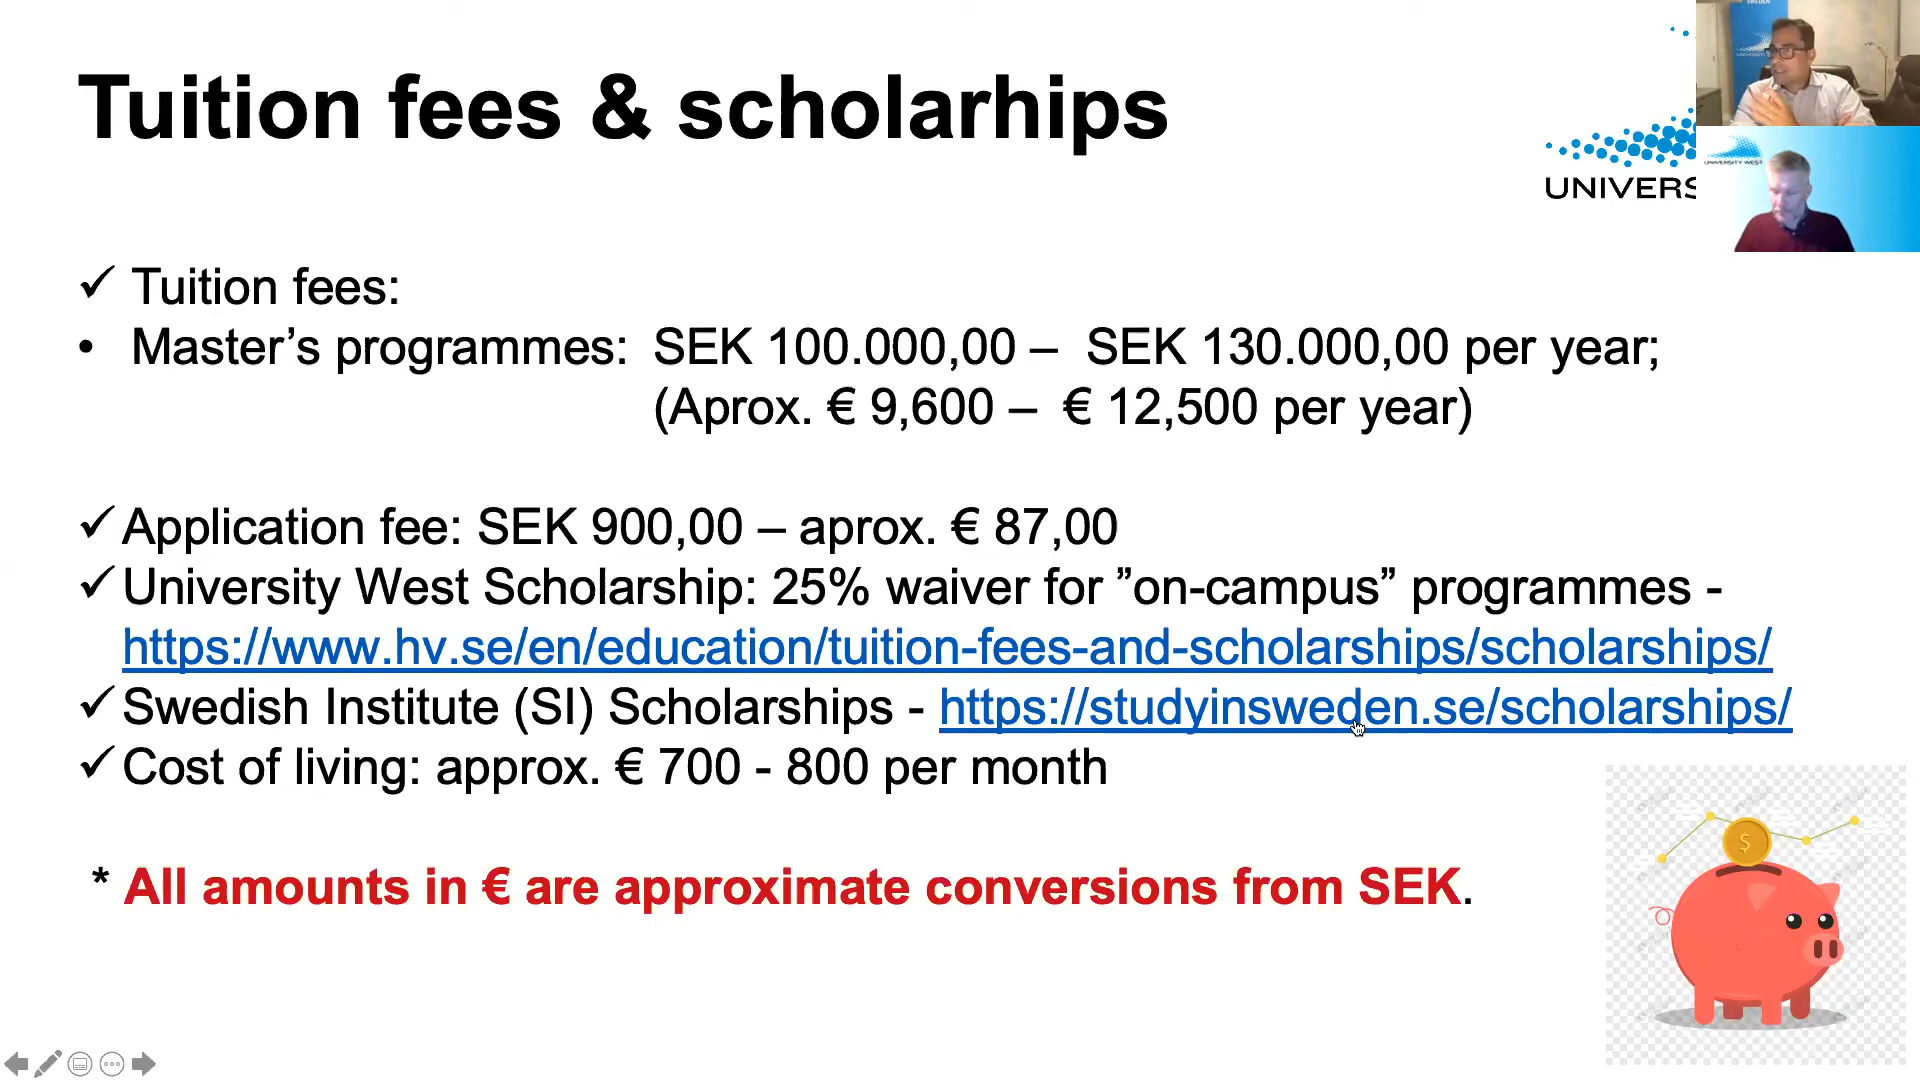 Tuition fees & scholarhips
UNIVERS
UNIVERSITY WEST
✓ Tuition fees:
• Master’s programmes: SEK 100.000,00 – SEK 130.000,00 per year;
(Aprox. € 9,600 – € 12,500 per year)
✓ Application fee: SEK 900,00 – aprox. € 87,00
✓ University West Scholarship: 25% waiver for ”on-campus” programmes -
https://www.hv.se/en/education/tuition-fees-and-scholarships/scholarships/
✓ Swedish Institute (SI) Scholarships - https://studyinsweden.se/scholarships/
✓ Cost of living: approx. € 700 - 800 per month
* All amounts in € are approximate conversions from SEK.
$